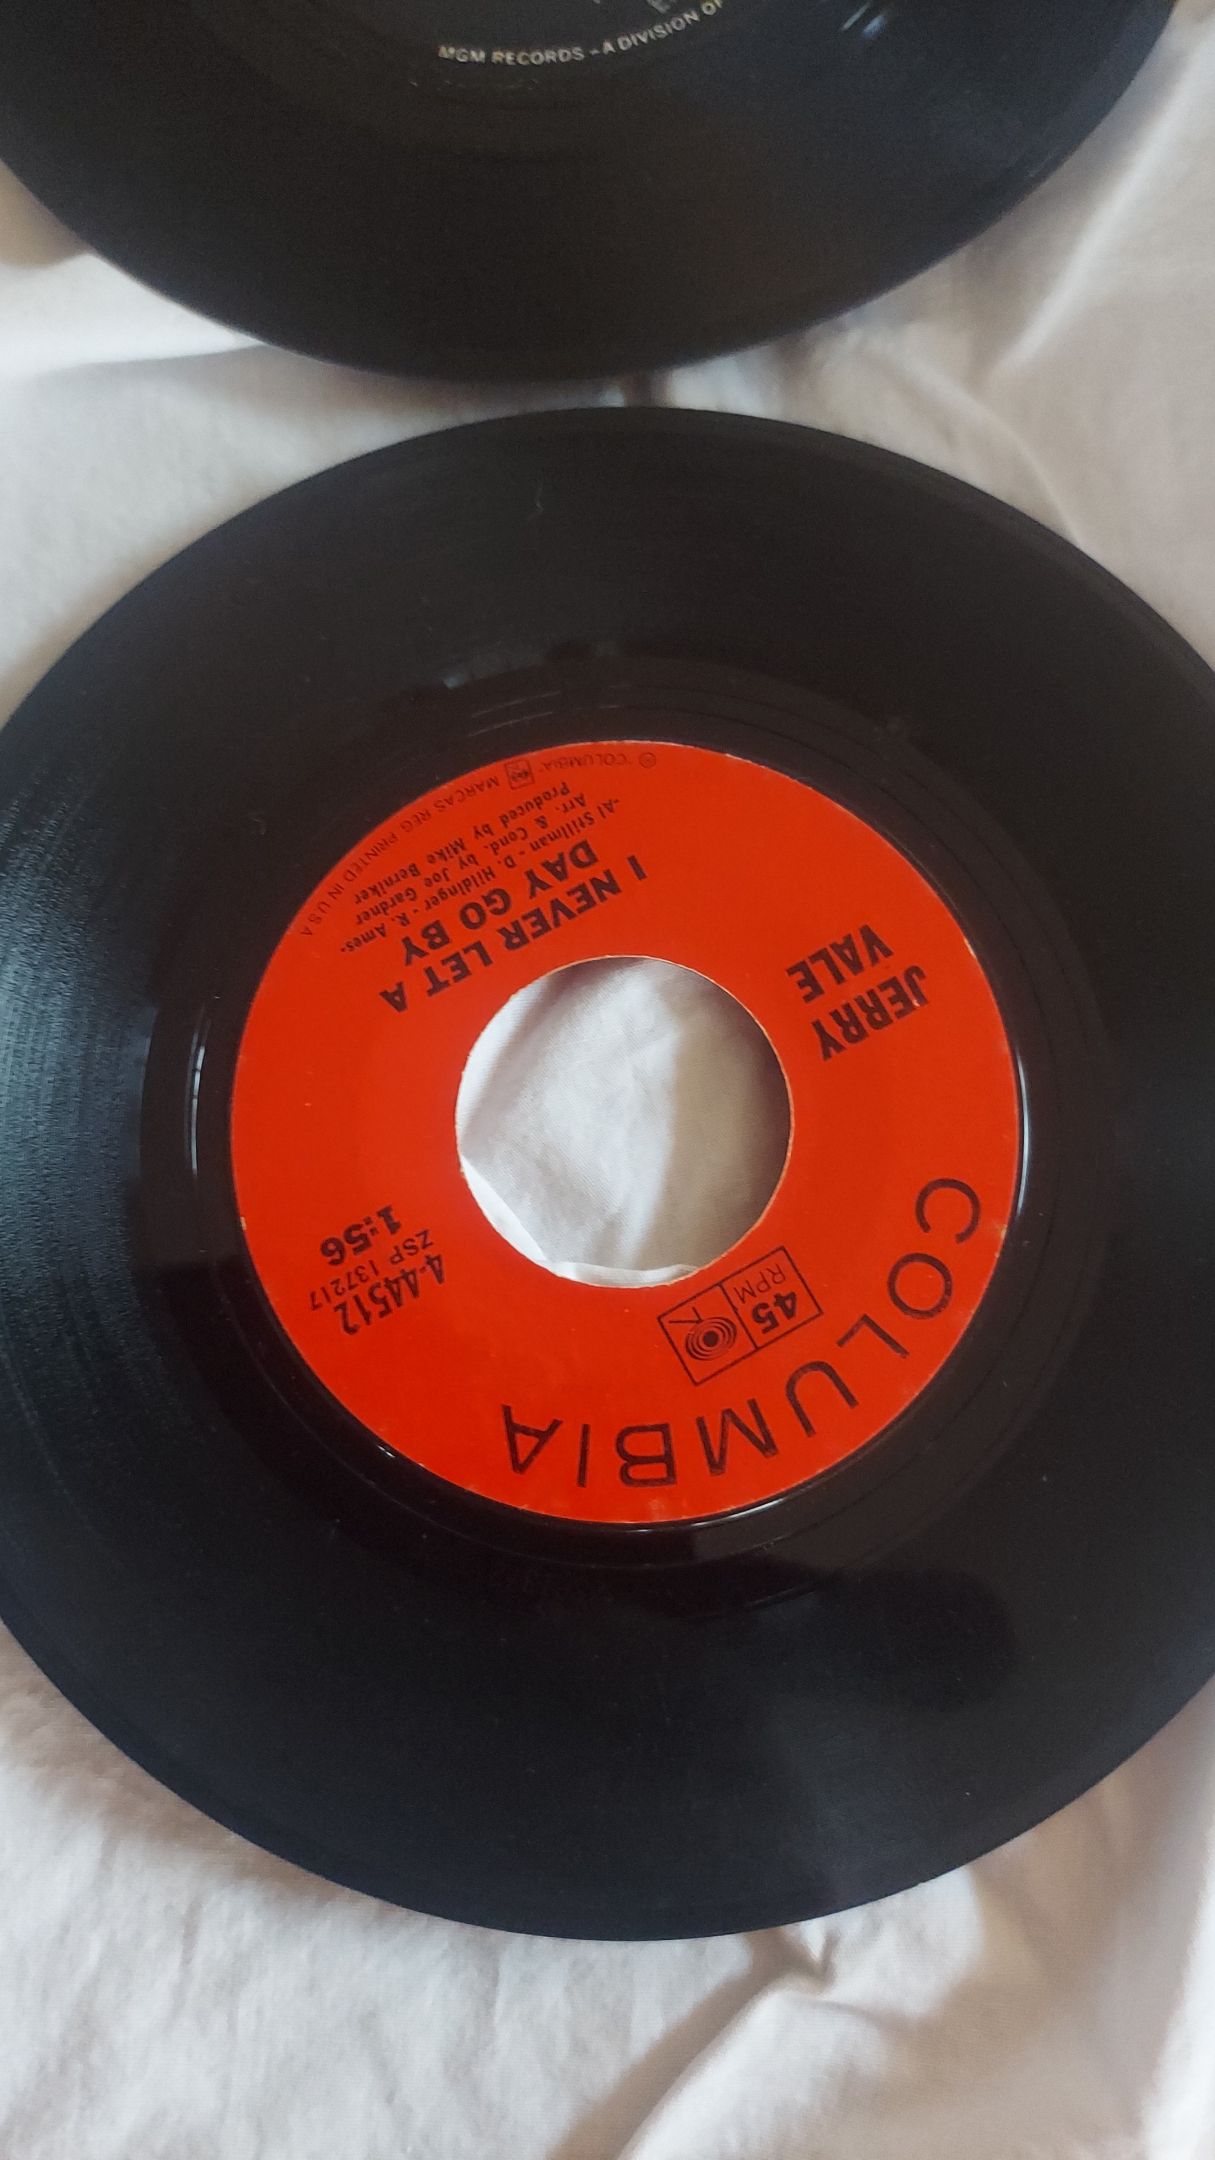 MGM RECORDS - A DIVISION OF
COLUMBIA
45
RPM
4-44512
ZSP 137217
1:56
JERRY
VALE
I NEVER LET A
DAY GO BY
-Al Stillman - D. Hildinger - R. Ames-
Arr. & Cond. by Joe Gardner
Produced by Mike Berniker
© "COLUMBIA" MARCAS REG. PRINTED IN U.S.A.